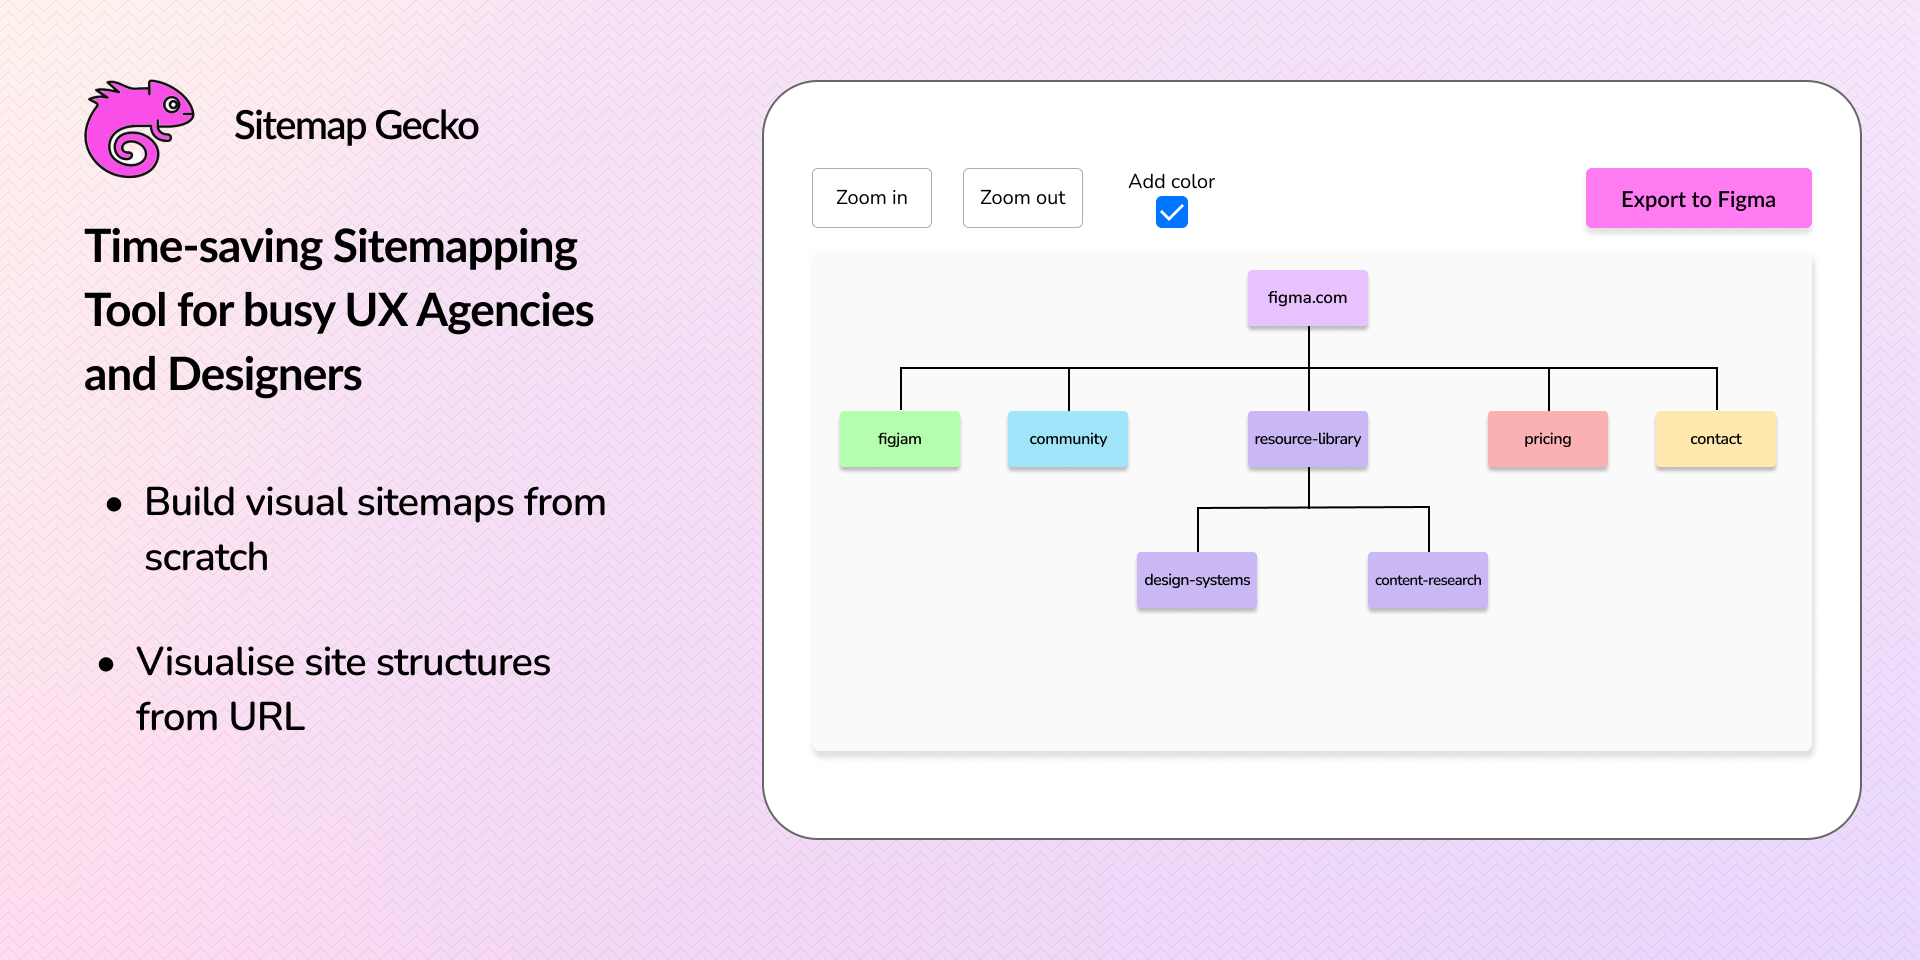 Sitemap Gecko
Time-saving Sitemapping
Tool for busy UX Agencies
and Designers
• Build visual sitemaps from
scratch
• Visualise site structures
from URL
Zoom in
Zoom out
Add color
Export to Figma
figma.com
figjam
community
resource-library
pricing
contact
design-systems
content-research